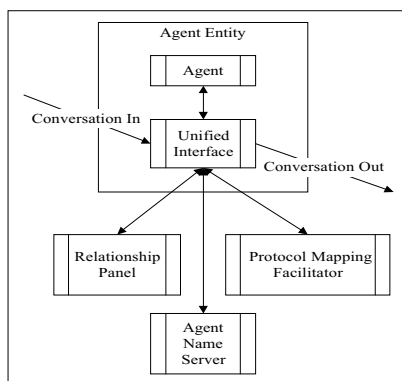 Agent Entity
Agent
Conversation In
Unified
Interface
Conversation Out
Relationship
Panel
Protocol Mapping
Facilitator
Agent
Name
Server